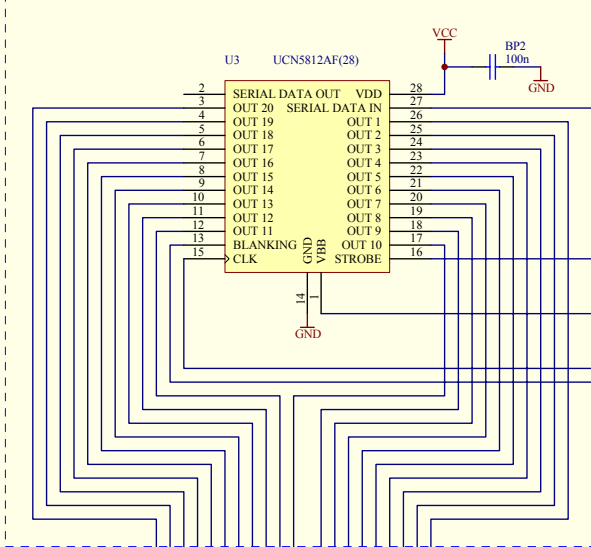 VCC
BP2
100n
GND
U3 UCN5812AF(28)
2 SERIAL DATA OUT VDD 28
3 OUT 20 SERIAL DATA IN 27
4 OUT 19 OUT 1 26
5 OUT 18 OUT 2 25
6 OUT 17 OUT 3 24
7 OUT 16 OUT 4 23
8 OUT 15 OUT 5 22
9 OUT 14 OUT 6 21
10 OUT 13 OUT 7 20
11 OUT 12 OUT 8 19
12 OUT 11 OUT 9 18
13 BLANKING OUT 10 17
15 CLK GND VBB STROBE 16
14 1
GND